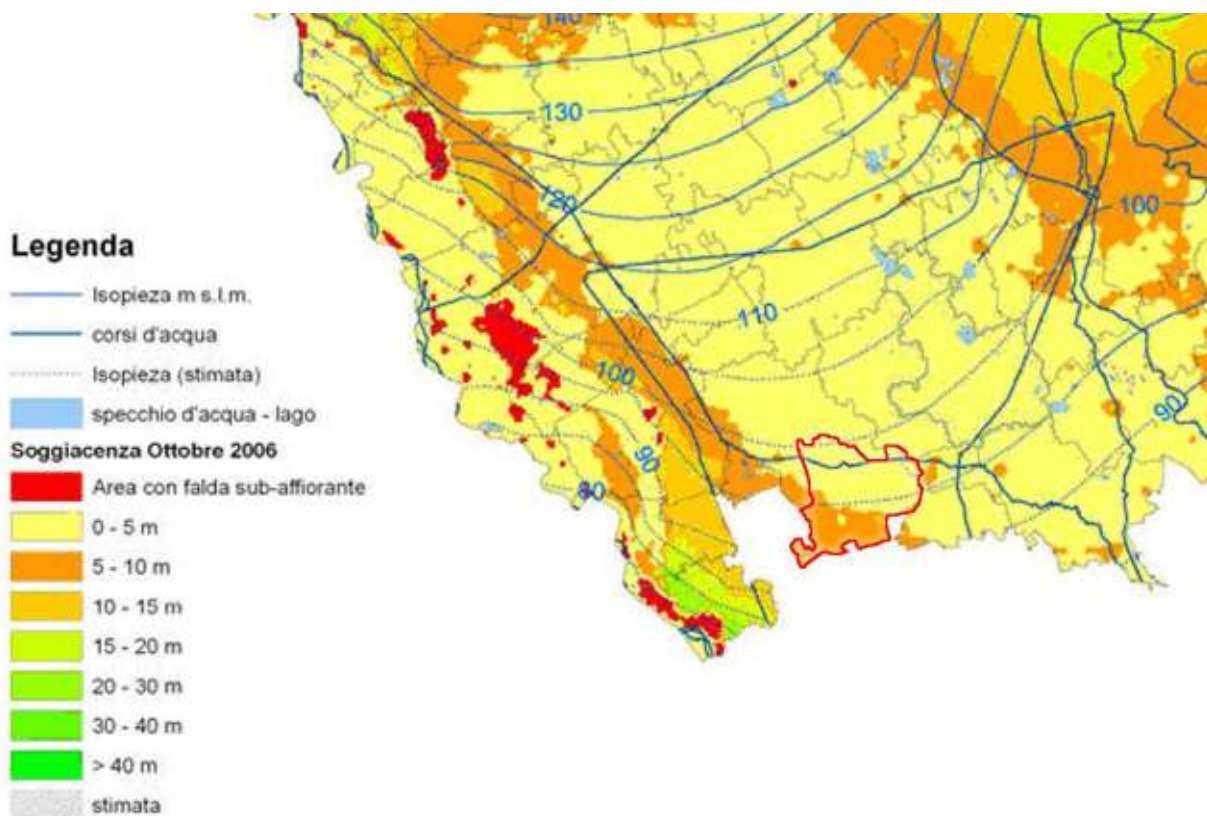 140
130
120
100
110
100
90
90
80
Legenda
Isopieza m s.l.m.
corsi d'acqua
Isopieza (stimata)
specchio d'acqua - lago
Soggiacenza Ottobre 2006
Area con falda sub-affiorante
0 - 5 m
5 - 10 m
10 - 15 m
15 - 20 m
20 - 30 m
30 - 40 m
> 40 m
stimata